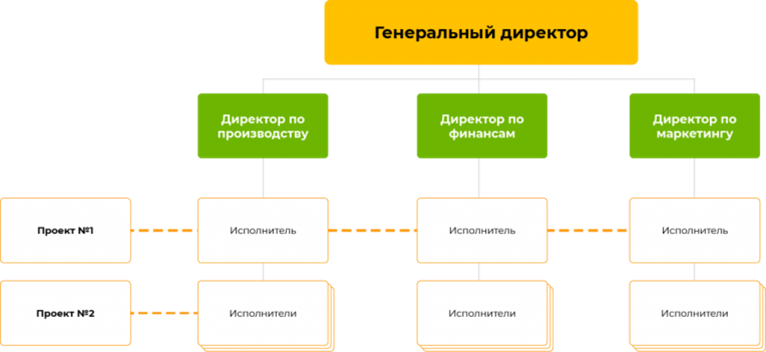 Генеральный директор
Директор по
производству
Директор по
финансам
Директор по
маркетингу
Проект №1
Исполнитель
Исполнитель
Исполнитель
Проект №2
Исполнители
Исполнители
Исполнители